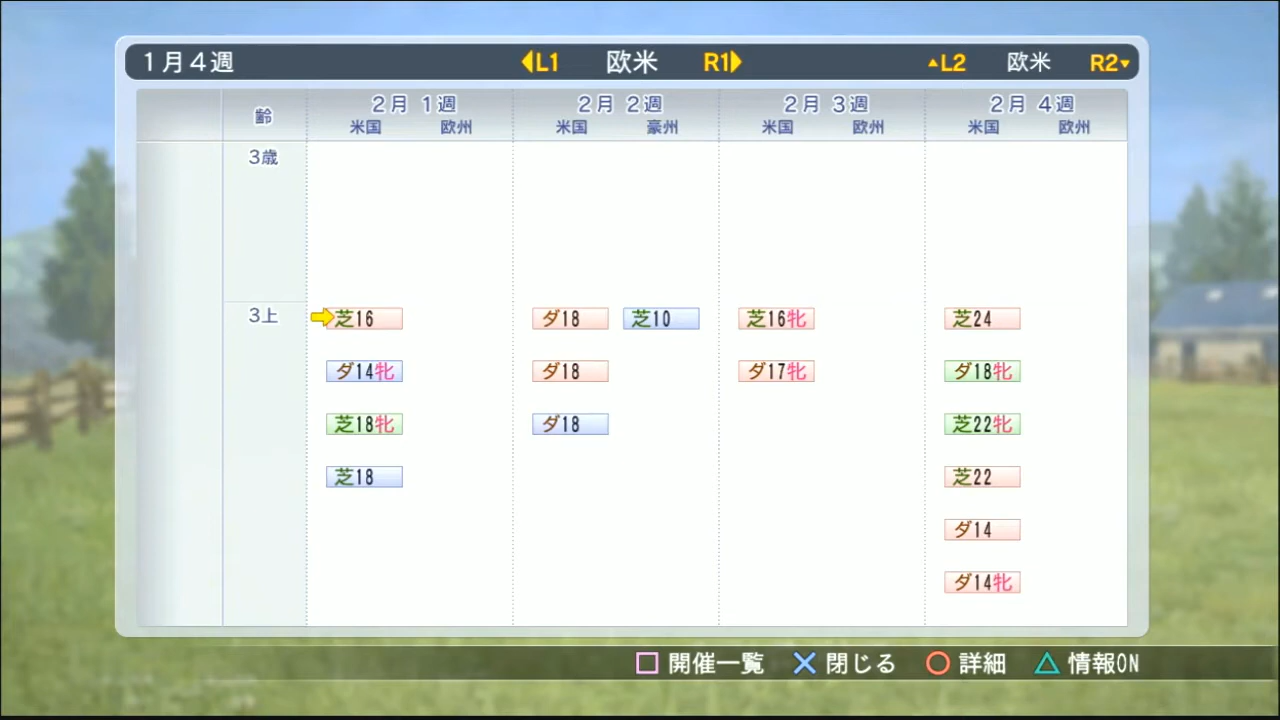 1月4週 ◀L1 欧米 R1▶ ▲L2 欧米 R2▼
齢 2月 1週 2月 2週 2月 3週 2月 4週
米国 欧州 米国 豪州 米国 欧州 米国 欧州
3歳
3上 芝16 ダ18 芝10 芝16牝 芝24
ダ14牝 ダ18 ダ17牝 ダ18牝
芝18牝 ダ18 芝22牝
芝18 芝22
ダ14
ダ14牝
□ 開催一覧 ✕ 閉じる ○ 詳細 △ 情報ON